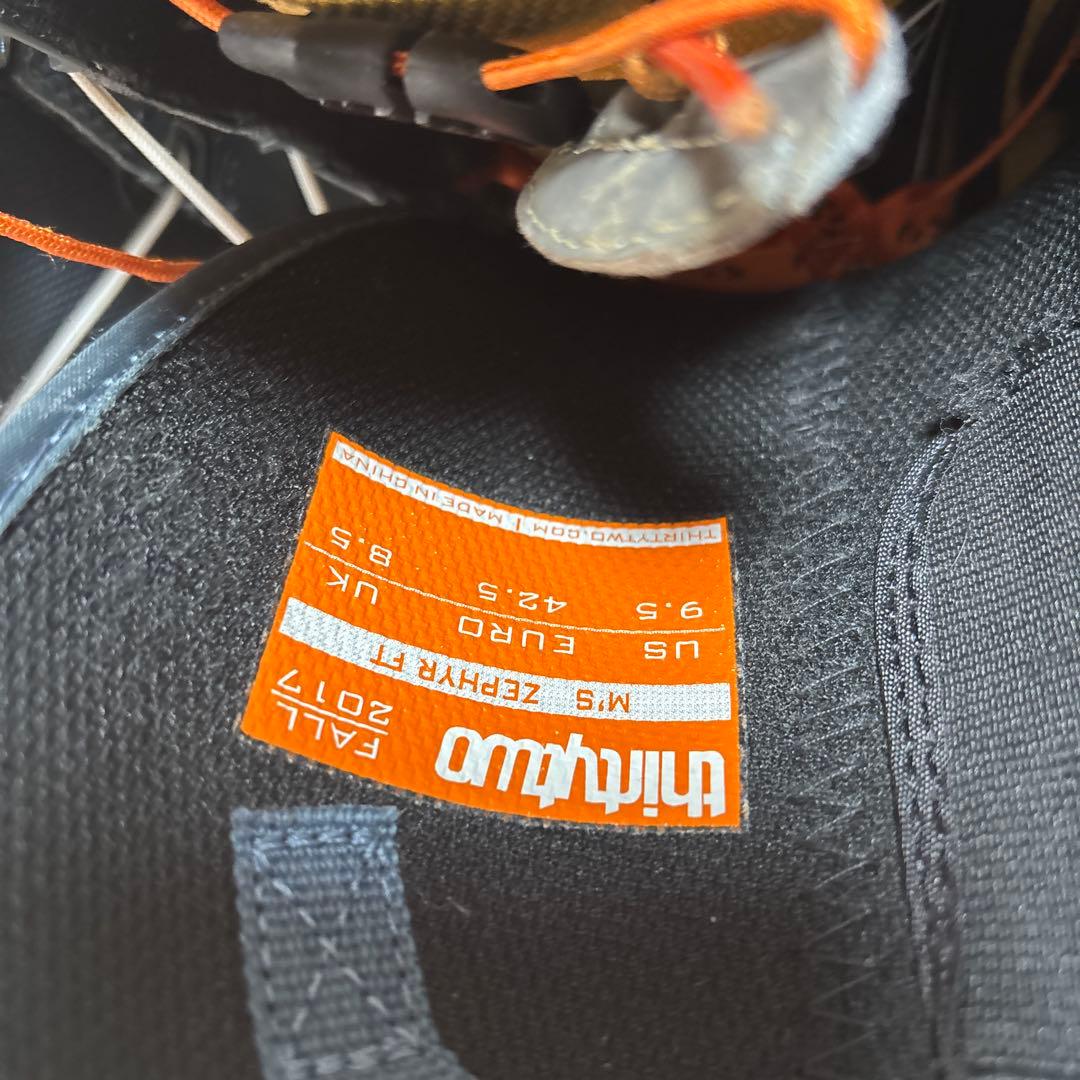 thirtytwo
FALL
2017
M'S ZEPHYR FT
US EURO UK
9.5 42.5 8.5
THIRTYTWO.COM | MADE IN CHINA